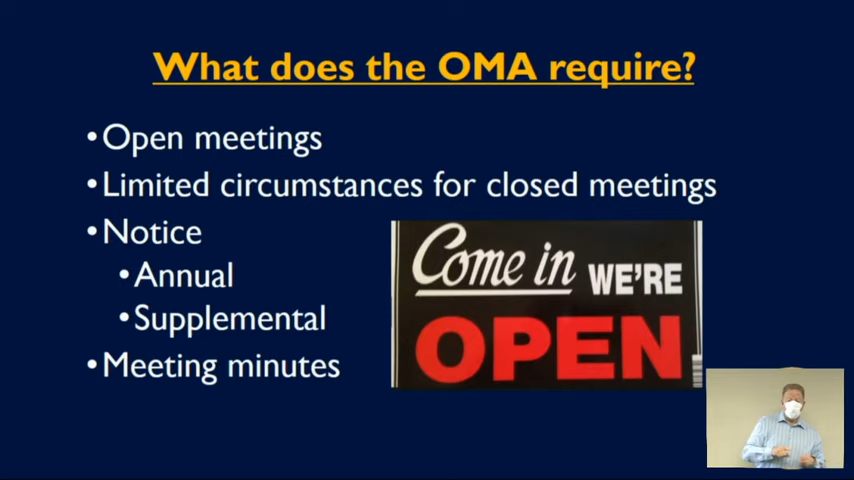 What does the OMA require?
•Open meetings
•Limited circumstances for closed meetings
•Notice
•Annual
•Supplemental
•Meeting minutes
Come in WE'RE
OPEN